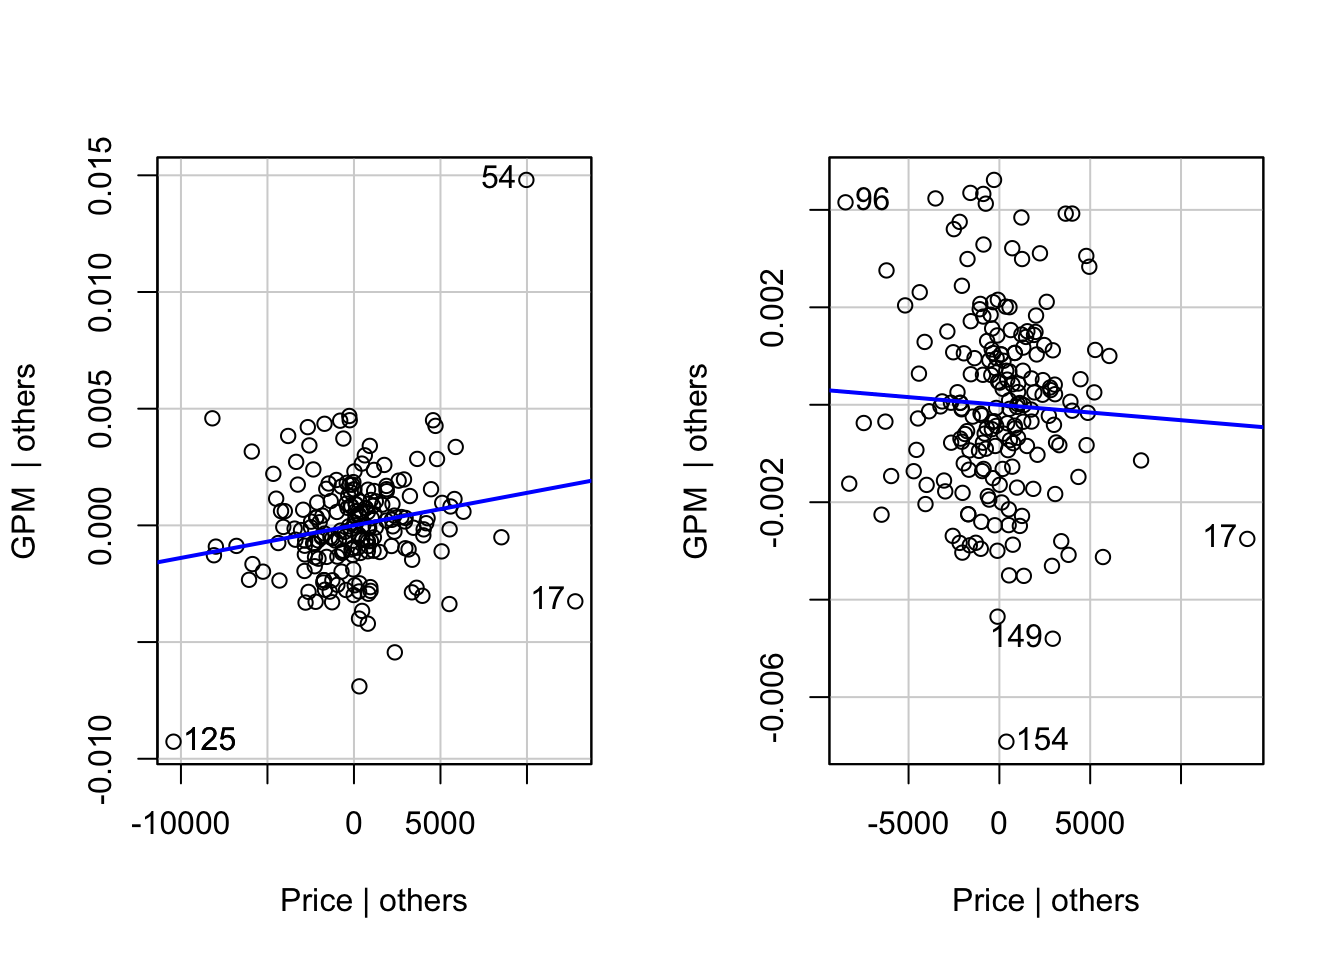 GPM | others
0.015
0.010
0.005
0.000
-0.010
54
17
125
-10000 0 5000
Price | others
GPM | others
0.002
-0.002
-0.006
96
17
149
154
-5000 0 5000
Price | others